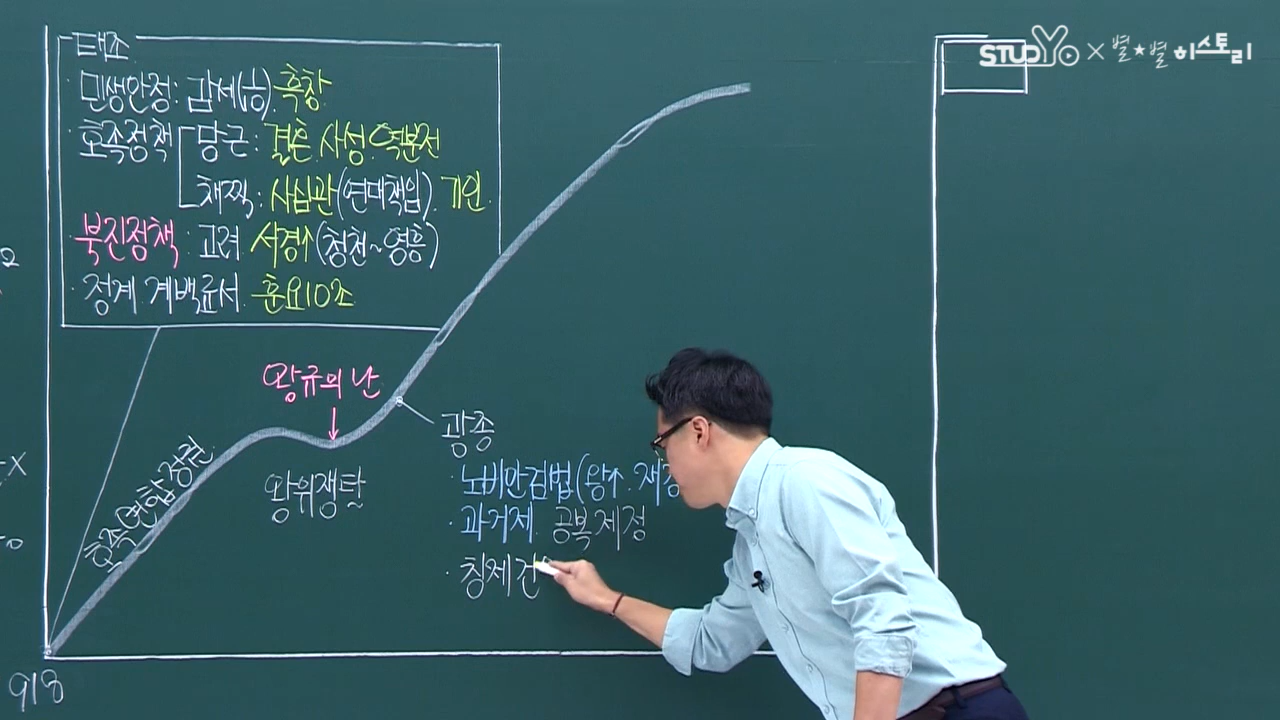 STUDYo × 별★별 히스토리
태조
· 민생안정: 감세(1/10). 흑창
· 호족정책 당근: 결혼. 사성. 역분전
채찍: 사심관(연대책임). 기인
· 북진정책: 고려 서경↑(청천~영흥)
· 정계 계백료서. 훈요10조
왕규의 난
↓
호족연합정권
왕위쟁탈
광종
· 노비안검법(왕↑. 재정
· 과거제. 공복제정
· 칭제건
918
2
X